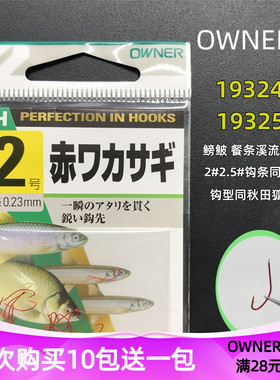 OWNER
OWNER
PERFECTION IN HOOKS
19324
19325
2号
赤ワカサギ
0.23mm
一瞬のアタリを貫く
鋭い鈎先
鳑鲏 餐条溪流
2#2.5#钩条同
钩型同秋田狐
次购买10包送一包
OWNER
满28元